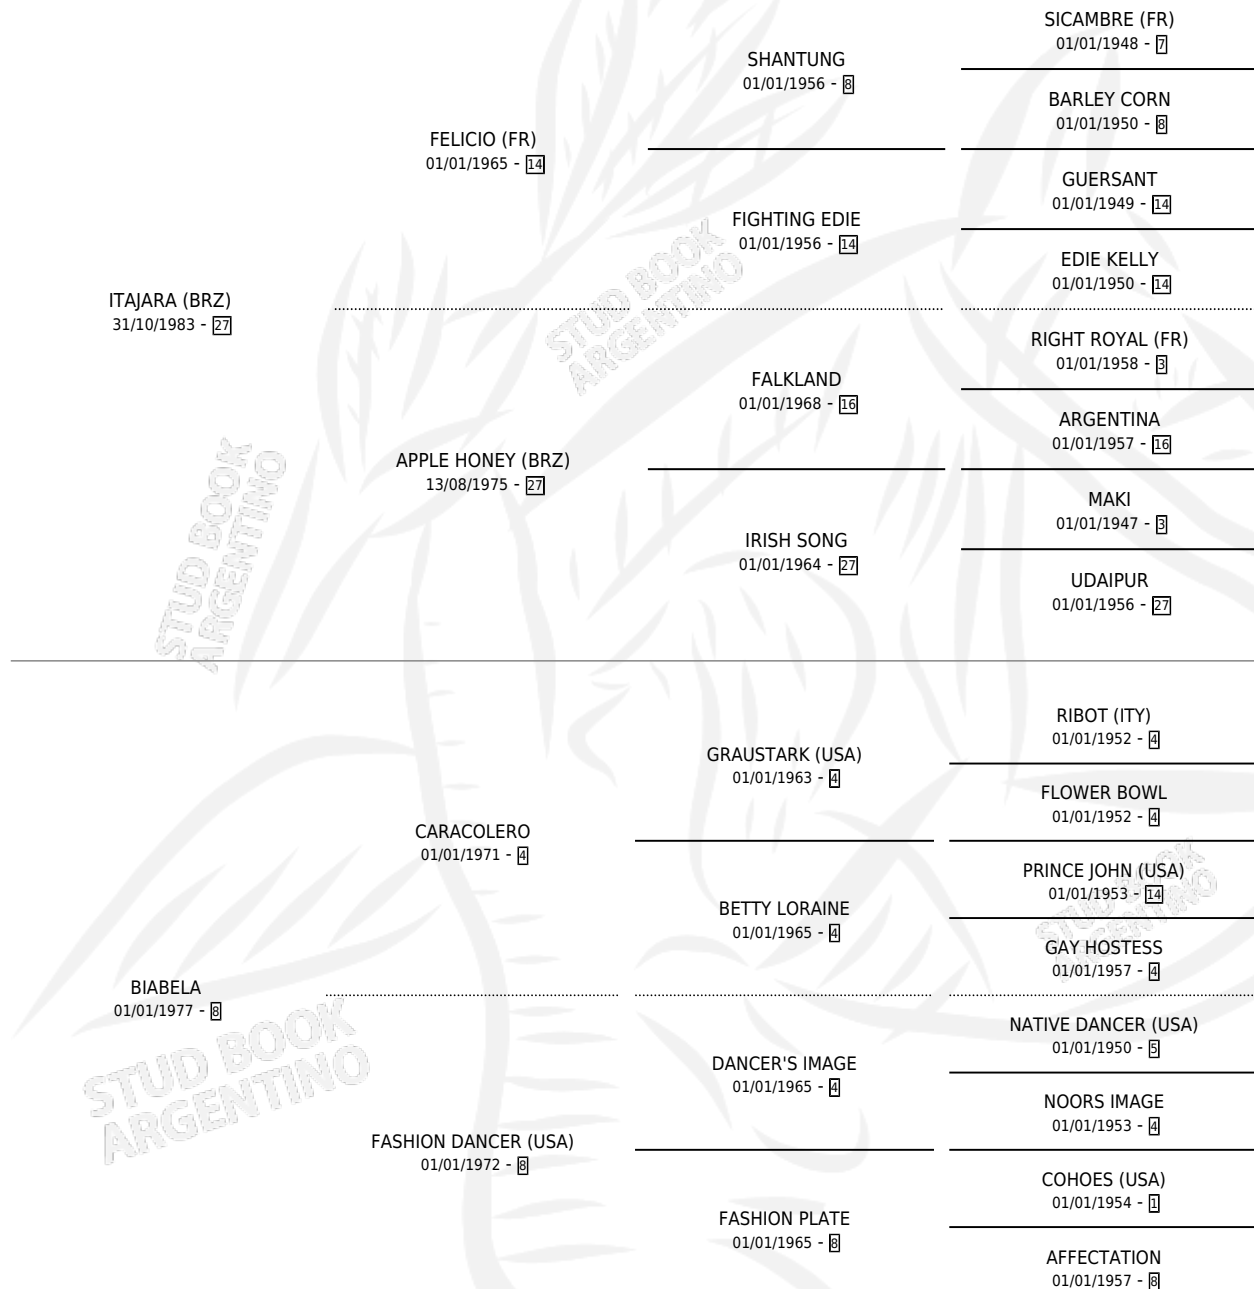 SICAMBRE (FR)
01/01/1948 - 7
SHANTUNG
01/01/1956 - 8
BARLEY CORN
01/01/1950 - 8
FELICIO (FR)
01/01/1965 - 14
GUERSANT
01/01/1949 - 14
FIGHTING EDIE
01/01/1956 - 14
EDIE KELLY
01/01/1950 - 14
ITAJARA (BRZ)
31/10/1983 - 27
RIGHT ROYAL (FR)
01/01/1958 - 3
FALKLAND
01/01/1968 - 16
ARGENTINA
01/01/1957 - 16
APPLE HONEY (BRZ)
13/08/1975 - 27
MAKI
01/01/1947 - 3
IRISH SONG
01/01/1964 - 27
UDAIPUR
01/01/1956 - 27
RIBOT (ITY)
01/01/1952 - 4
GRAUSTARK (USA)
01/01/1963 - 4
FLOWER BOWL
01/01/1952 - 4
CARACOLERO
01/01/1971 - 4
PRINCE JOHN (USA)
01/01/1953 - 14
BETTY LORAINE
01/01/1965 - 4
GAY HOSTESS
01/01/1957 - 4
BIABELA
01/01/1977 - 8
NATIVE DANCER (USA)
01/01/1950 - 5
DANCER'S IMAGE
01/01/1965 - 4
NOORS IMAGE
01/01/1953 - 4
FASHION DANCER (USA)
01/01/1972 - 8
COHOES (USA)
01/01/1954 - 1
FASHION PLATE
01/01/1965 - 8
AFFECTATION
01/01/1957 - 8
STUD BOOK
ARGENTINO
STUD BOOK
ARGENTINO
STUD BOOK
ARGENTINO
STUD BOOK
ARGENTINO